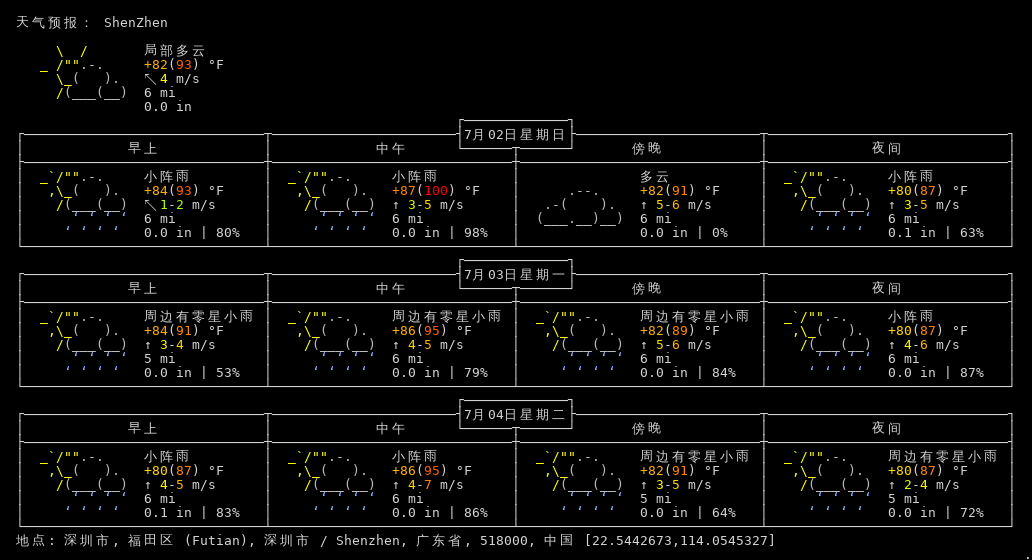 天气预报： ShenZhen
局部多云
+82(93) °F
↖ 4 m/s
6 mi
0.0 in
7月02日星期日
早上 中午 傍晚 夜间
小阵雨 小阵雨 多云 小阵雨
+84(93) °F +87(100) °F +82(91) °F +80(87) °F
↖ 1-2 m/s ↑ 3-5 m/s ↑ 5-6 m/s ↑ 3-5 m/s
6 mi 6 mi 6 mi 6 mi
0.0 in | 80% 0.0 in | 98% 0.0 in | 0% 0.1 in | 63%
7月03日星期一
早上 中午 傍晚 夜间
周边有零星小雨 周边有零星小雨 周边有零星小雨 小阵雨
+84(91) °F +86(95) °F +82(89) °F +80(87) °F
↑ 3-4 m/s ↑ 4-5 m/s ↑ 5-6 m/s ↑ 4-6 m/s
5 mi 6 mi 6 mi 6 mi
0.0 in | 53% 0.0 in | 79% 0.0 in | 84% 0.0 in | 87%
7月04日星期二
早上 中午 傍晚 夜间
小阵雨 小阵雨 周边有零星小雨 周边有零星小雨
+80(87) °F +86(95) °F +82(91) °F +80(87) °F
↑ 4-5 m/s ↑ 4-7 m/s ↑ 3-5 m/s ↑ 2-4 m/s
6 mi 6 mi 5 mi 5 mi
0.1 in | 83% 0.0 in | 86% 0.0 in | 64% 0.0 in | 72%
地点: 深圳市, 福田区 (Futian), 深圳市 / Shenzhen, 广东省, 518000, 中国 [22.5442673,114.0545327]